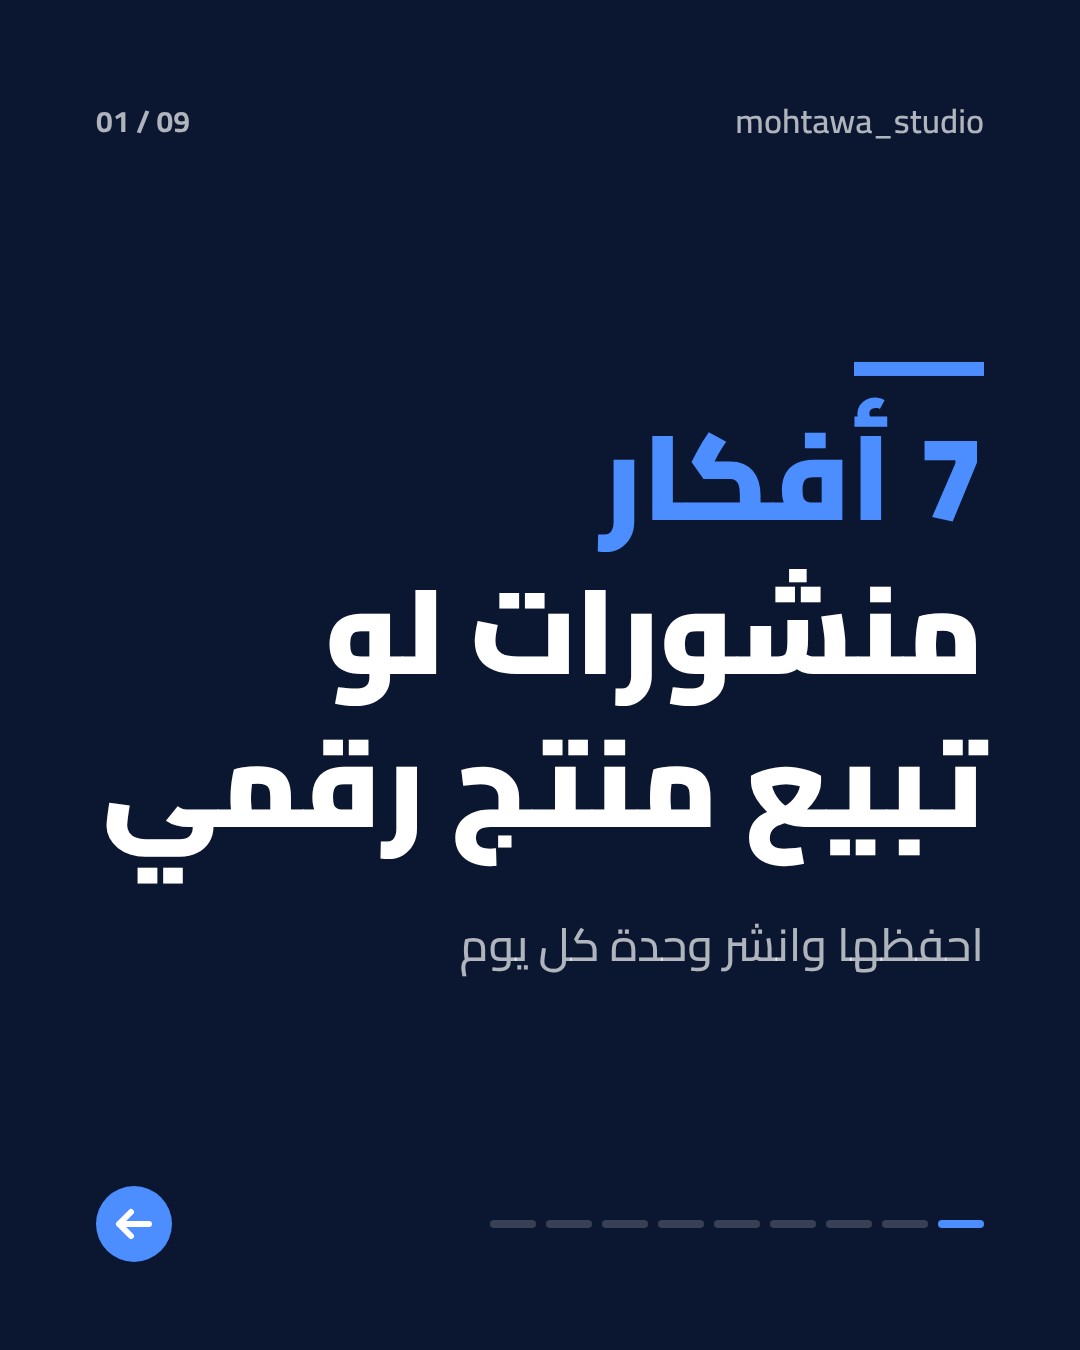 mohtawa_studio
01 / 09
7 أفكار
منشورات لو
تبيع منتج رقمي
احفظها وانشر وحدة كل يوم